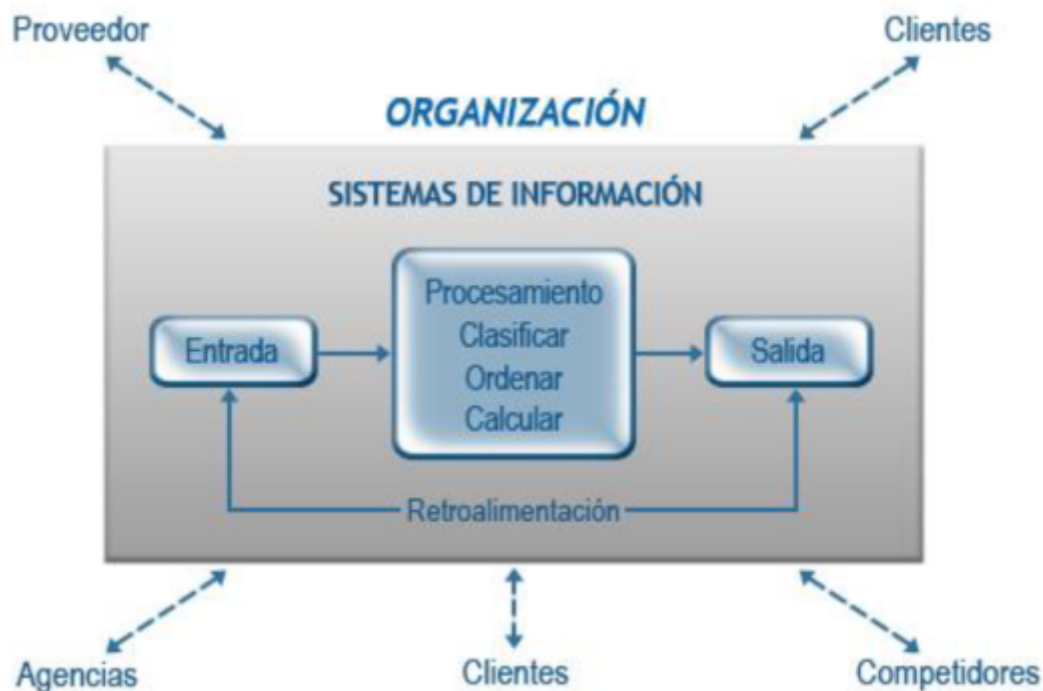 Proveedor
Clientes
ORGANIZACIÓN
SISTEMAS DE INFORMACIÓN
Entrada
Procesamiento
Clasificar
Ordenar
Calcular
Salida
Retroalimentación
Agencias
Clientes
Competidores